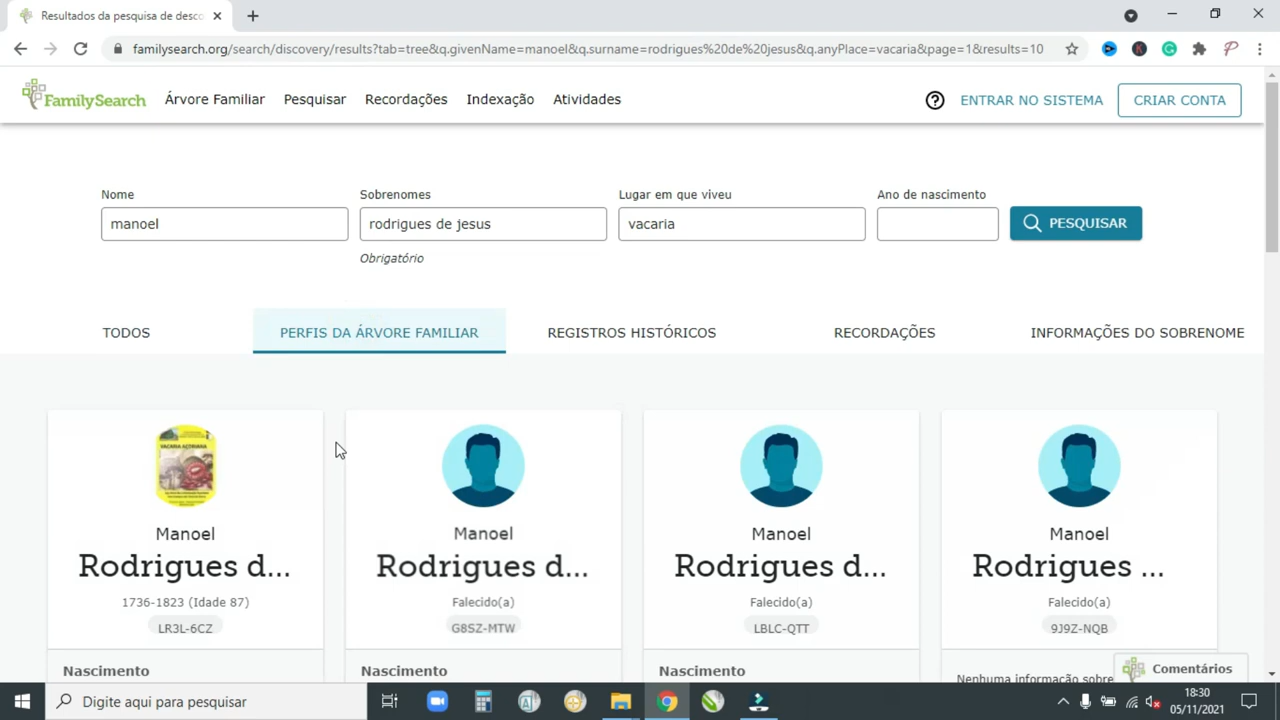 Resultados da pesquisa de desco
familysearch.org/search/discovery/results?tab=tree&q.givenName=manoel&q.surname=rodrigues%20de%20jesus&q.anyPlace=vacaria&page=1&results=10
FamilySearch Árvore Familiar Pesquisar Recordações Indexação Atividades ENTRAR NO SISTEMA CRIAR CONTA
Nome Sobrenomes Lugar em que viveu Ano de nascimento
manoel rodrigues de jesus vacaria PESQUISAR
Obrigatório
TODOS PERFIS DA ÁRVORE FAMILIAR REGISTROS HISTÓRICOS RECORDAÇÕES INFORMAÇÕES DO SOBRENOME
VACARIA AÇORIANA
Manoel Manoel Manoel Manoel
Rodrigues d... Rodrigues d... Rodrigues d... Rodrigues ...
1736-1823 (Idade 87) Falecido(a) Falecido(a) Falecido(a)
LR3L-6CZ G8SZ-MTW LBLC-QTT 9J9Z-NQB
Nascimento Nascimento Nascimento Nenhuma informação sobre
Comentários
Digite aqui para pesquisar
18:30
05/11/2021